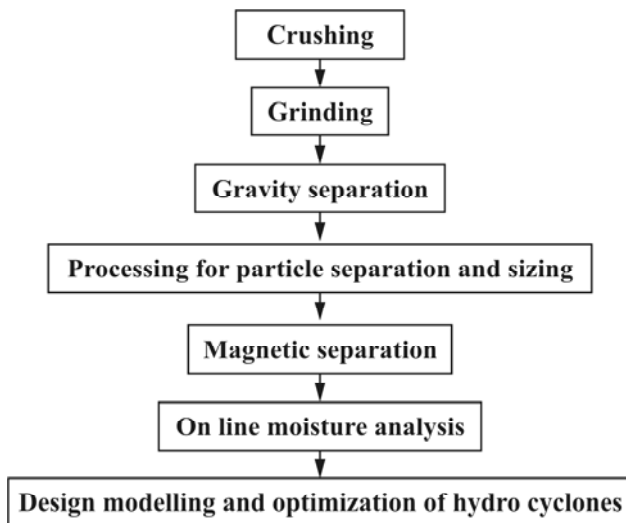 Crushing
Grinding
Gravity separation
Processing for particle separation and sizing
Magnetic separation
On line moisture analysis
Design modelling and optimization of hydro cyclones